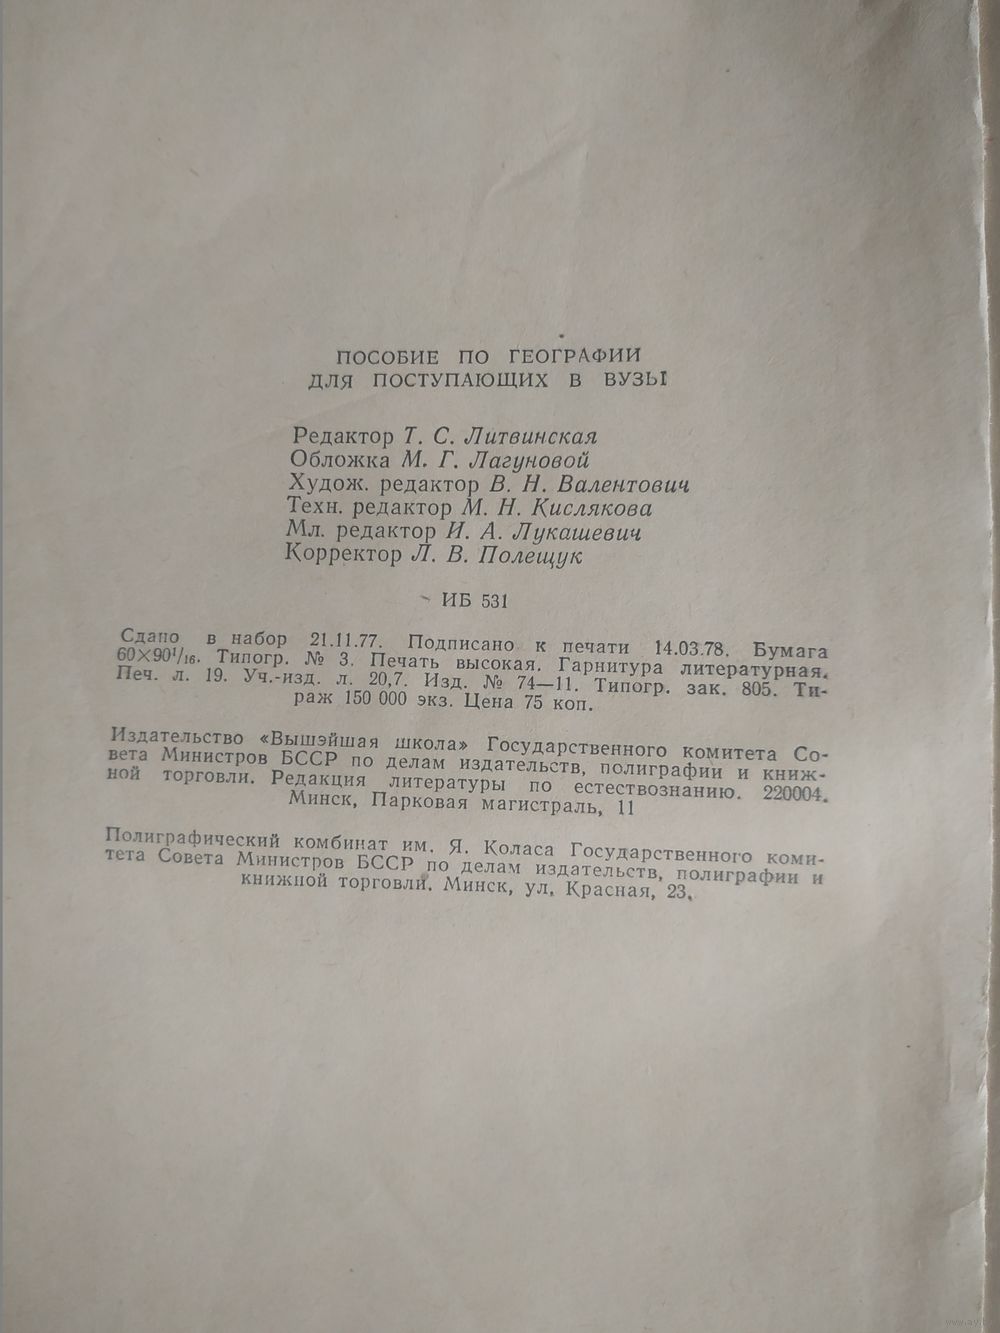 ПОСОБИЕ ПО ГЕОГРАФИИ
ДЛЯ ПОСТУПАЮЩИХ В ВУЗЫ
Редактор Т. С. Литвинская
Обложка М. Г. Лагуновой
Худож. редактор В. Н. Валентович
Техн. редактор М. Н. Кислякова
Мл. редактор И. А. Лукашевич
Корректор Л. В. Полещук
ИБ 531
Сдано в набор 21.11.77. Подписано к печати 14.03.78. Бумага
60×90¹/₁₆. Типогр. № 3. Печать высокая. Гарнитура литературная.
Печ. л. 19. Уч.-изд. л. 20,7. Изд. № 74—11. Типогр. зак. 805. Ти-
раж 150 000 экз. Цена 75 коп.
Издательство «Вышэйшая школа» Государственного комитета Со-
вета Министров БССР по делам издательств, полиграфии и книж-
ной торговли. Редакция литературы по естествознанию. 220004.
Минск, Парковая магистраль, 11
Полиграфический комбинат им. Я. Коласа Государственного коми-
тета Совета Министров БССР по делам издательств, полиграфии и
книжной торговли. Минск, ул. Красная, 23.